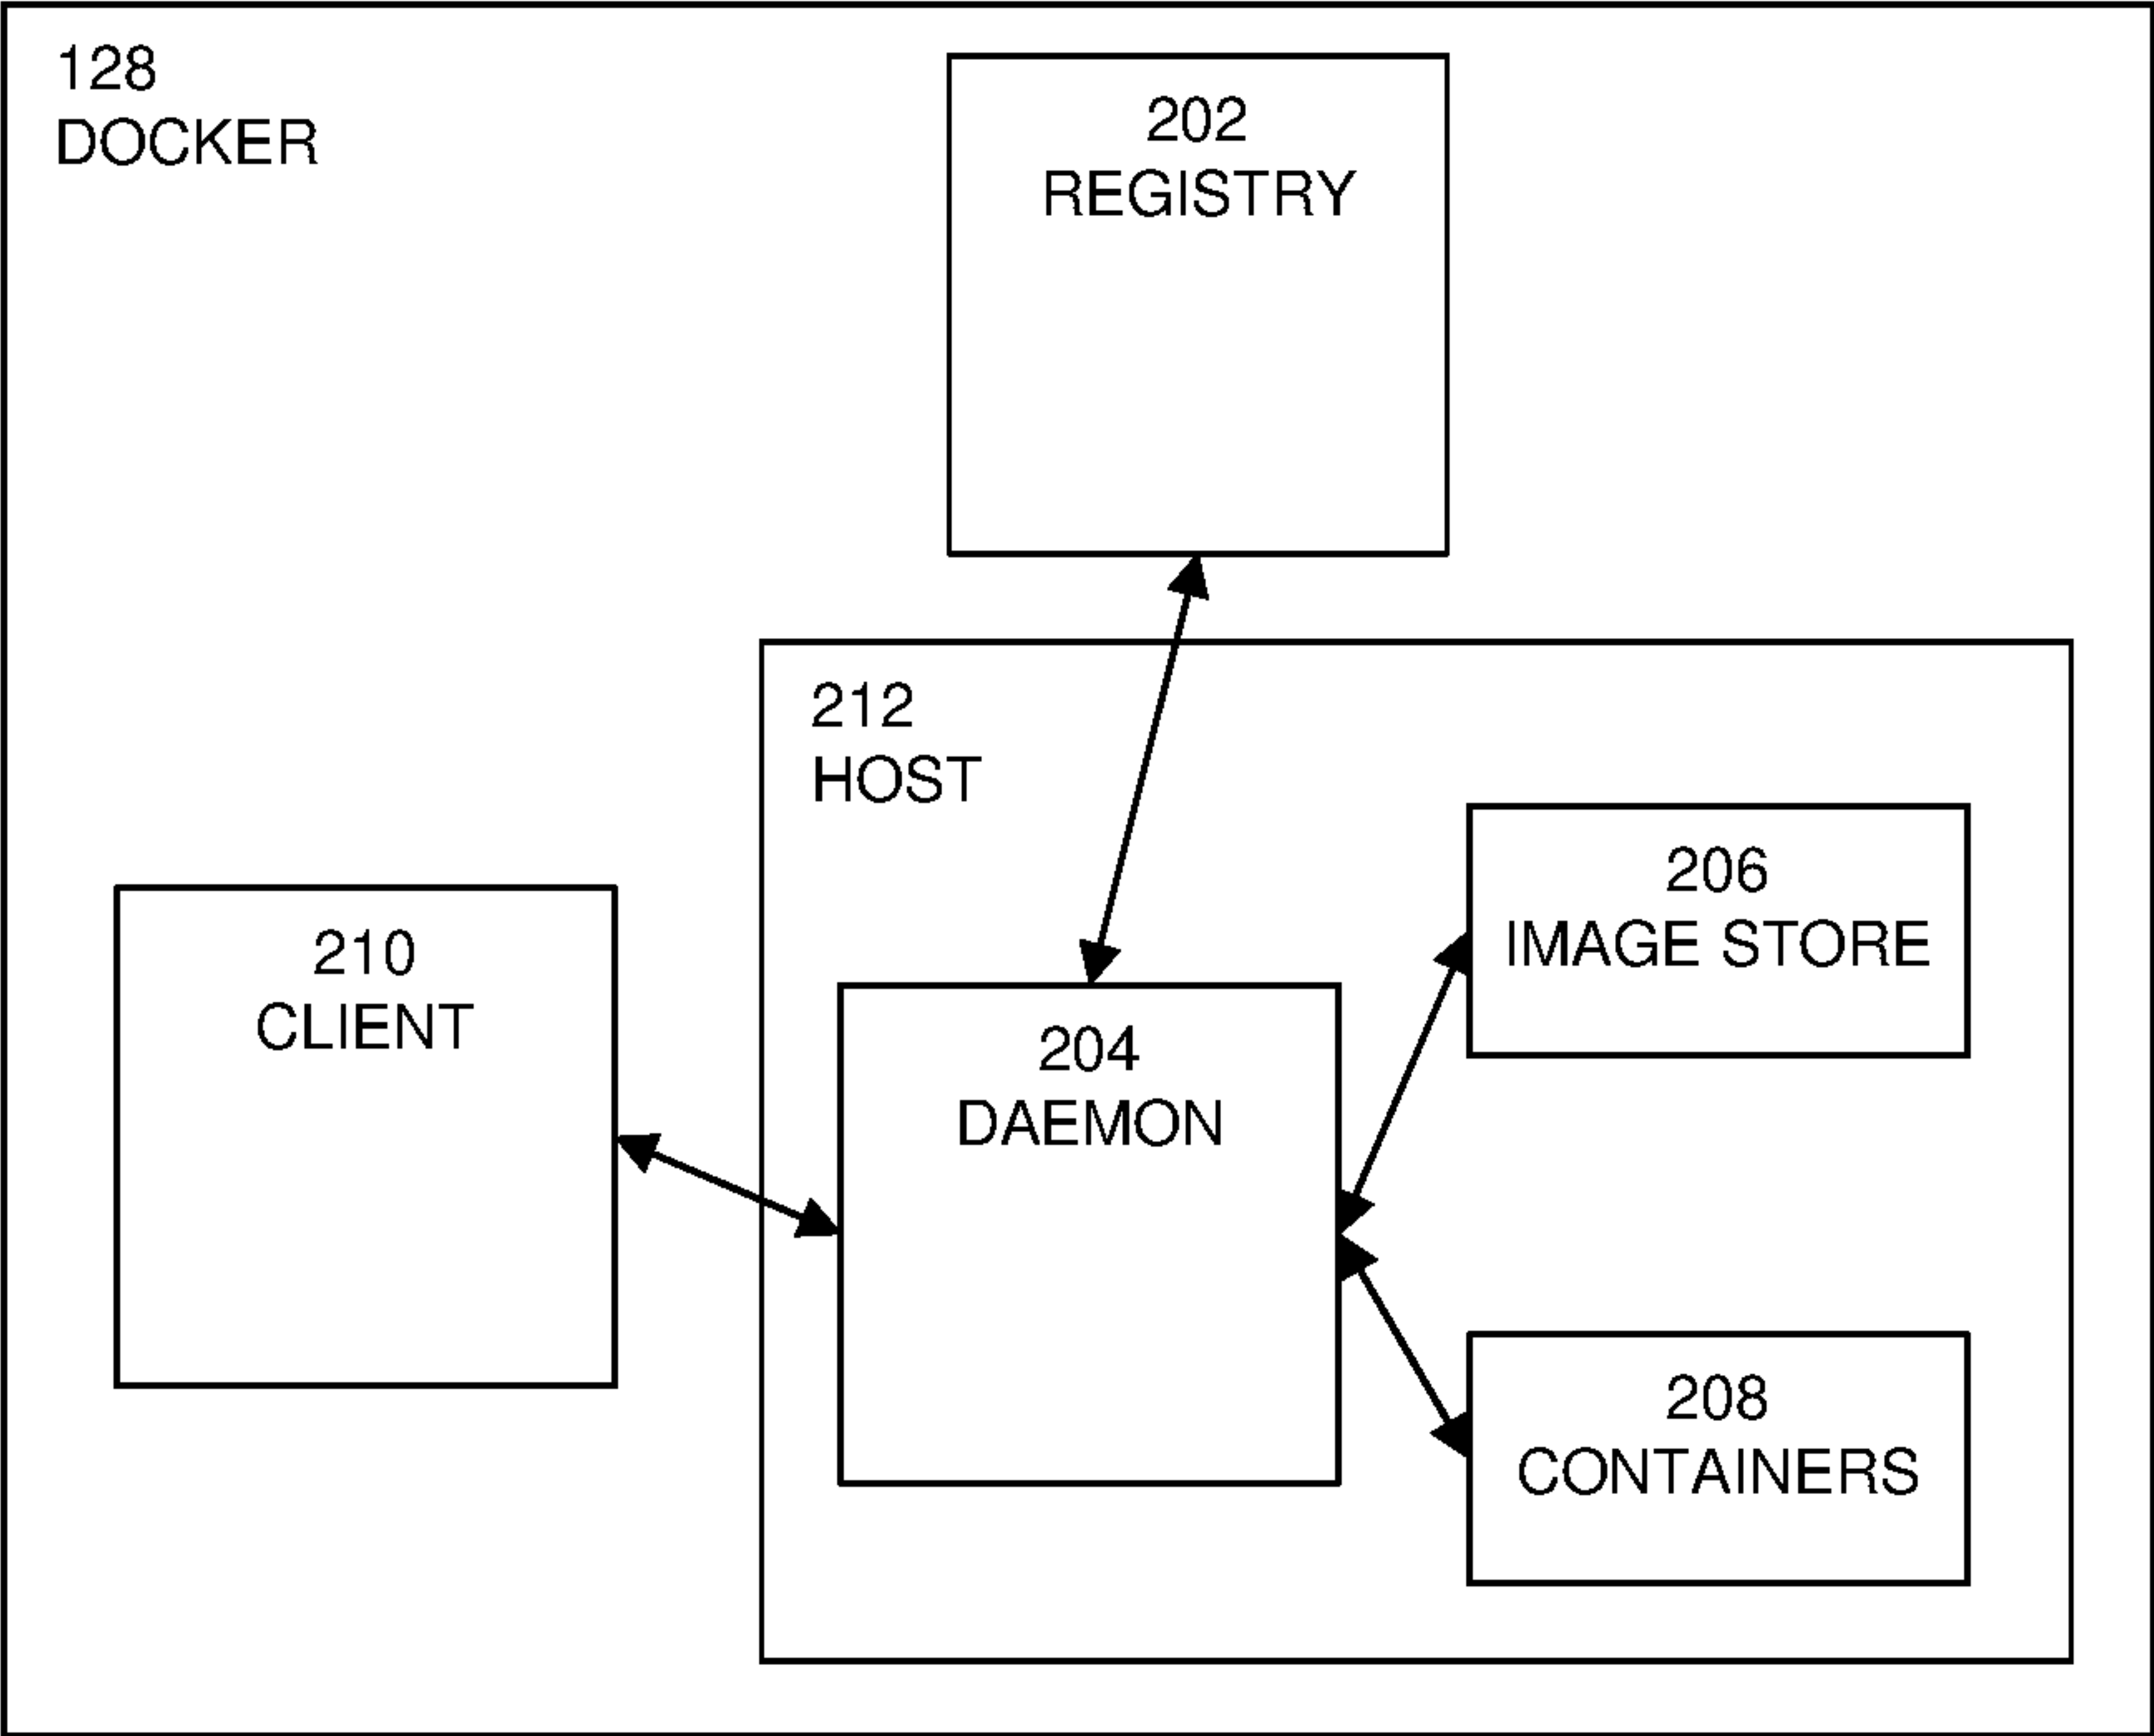 128
DOCKER
202
REGISTRY
212
HOST
206
IMAGE STORE
210
CLIENT
204
DAEMON
208
CONTAINERS